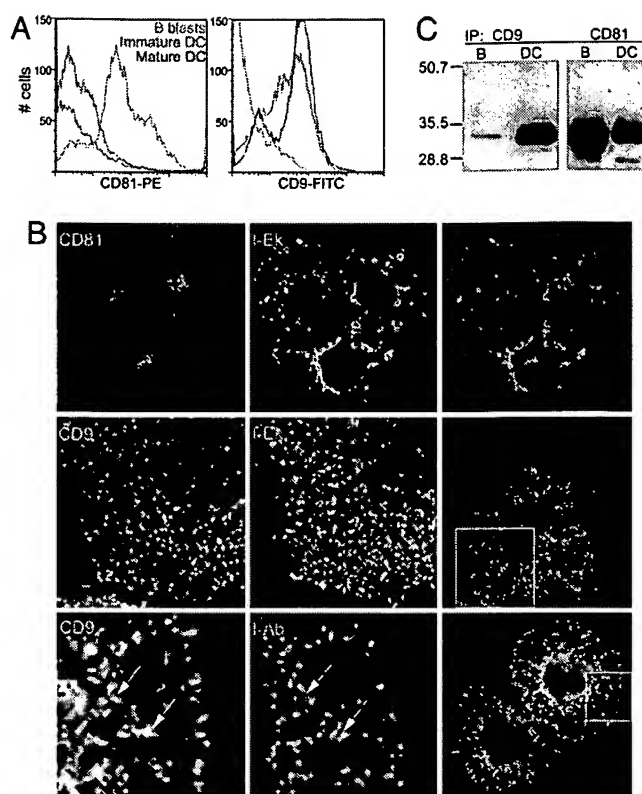 A
150
100
50
# cells
B blasts
Immature DC
Mature DC
CD81-PE
150
100
50
CD9-FITC
C
IP: CD9 CD81
B DC B DC
50.7
35.5
28.8
B
CD81
I-Ek
CD9
I-Ek
CD9
I-Ab